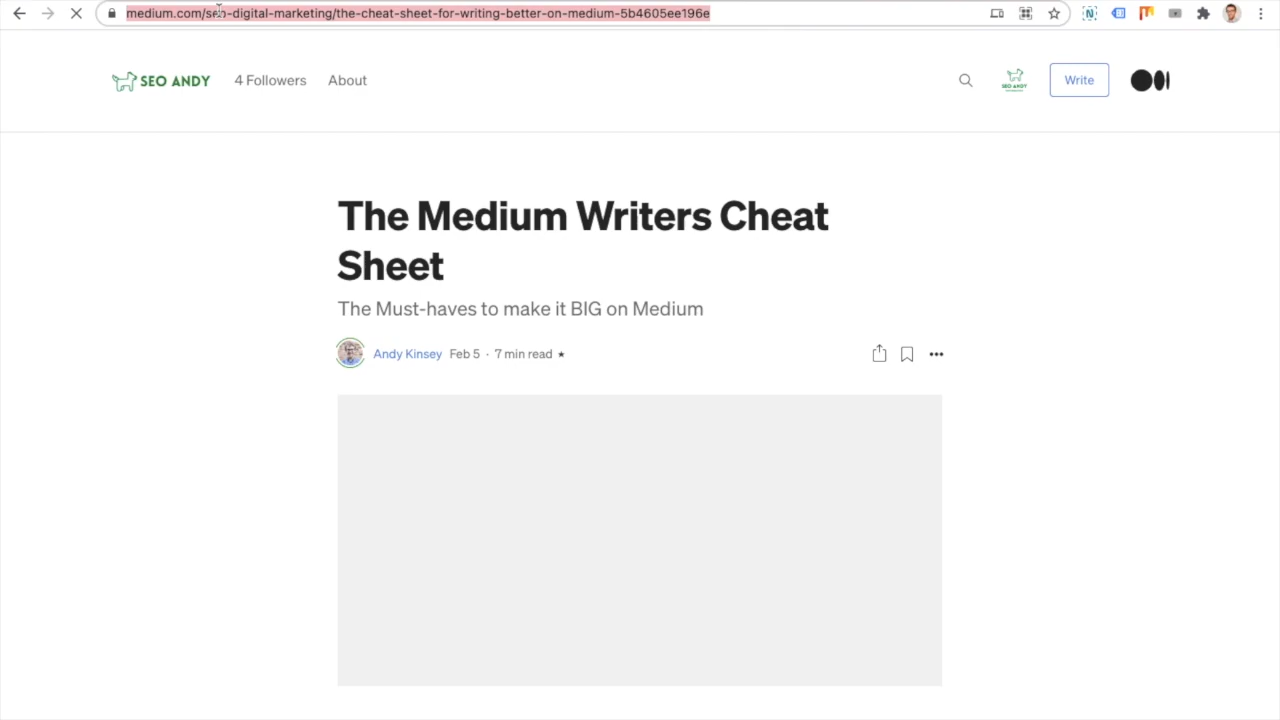 medium.com/seo-digital-marketing/the-cheat-sheet-for-writing-better-on-medium-5b4605ee196e
SEO ANDY 4 Followers About
SEO ANDY
Write
The Medium Writers Cheat
Sheet
The Must-haves to make it BIG on Medium
Andy Kinsey Feb 5 · 7 min read ★